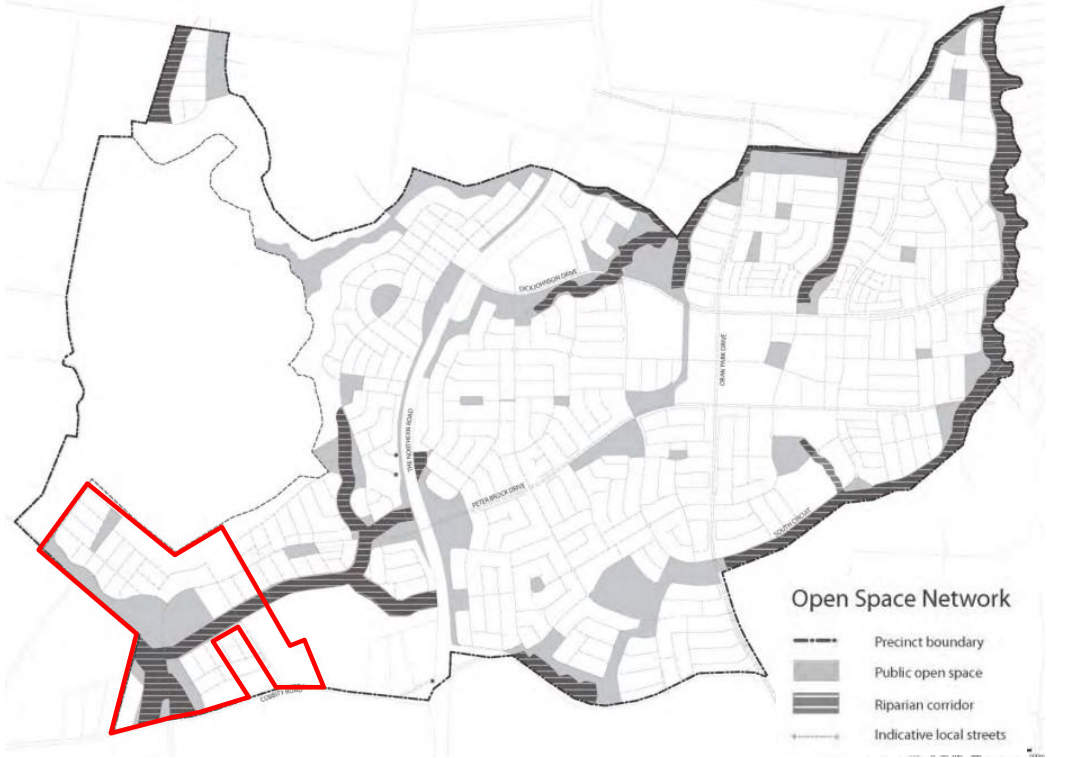 DICK JOHNSON DRIVE
ORAN PARK DRIVE
THE NORTHERN ROAD
PETER BROCK DRIVE
SOUTH CIRCUIT
COBBITTY ROAD
Open Space Network
Precinct boundary
Public open space
Riparian corridor
Indicative local streets